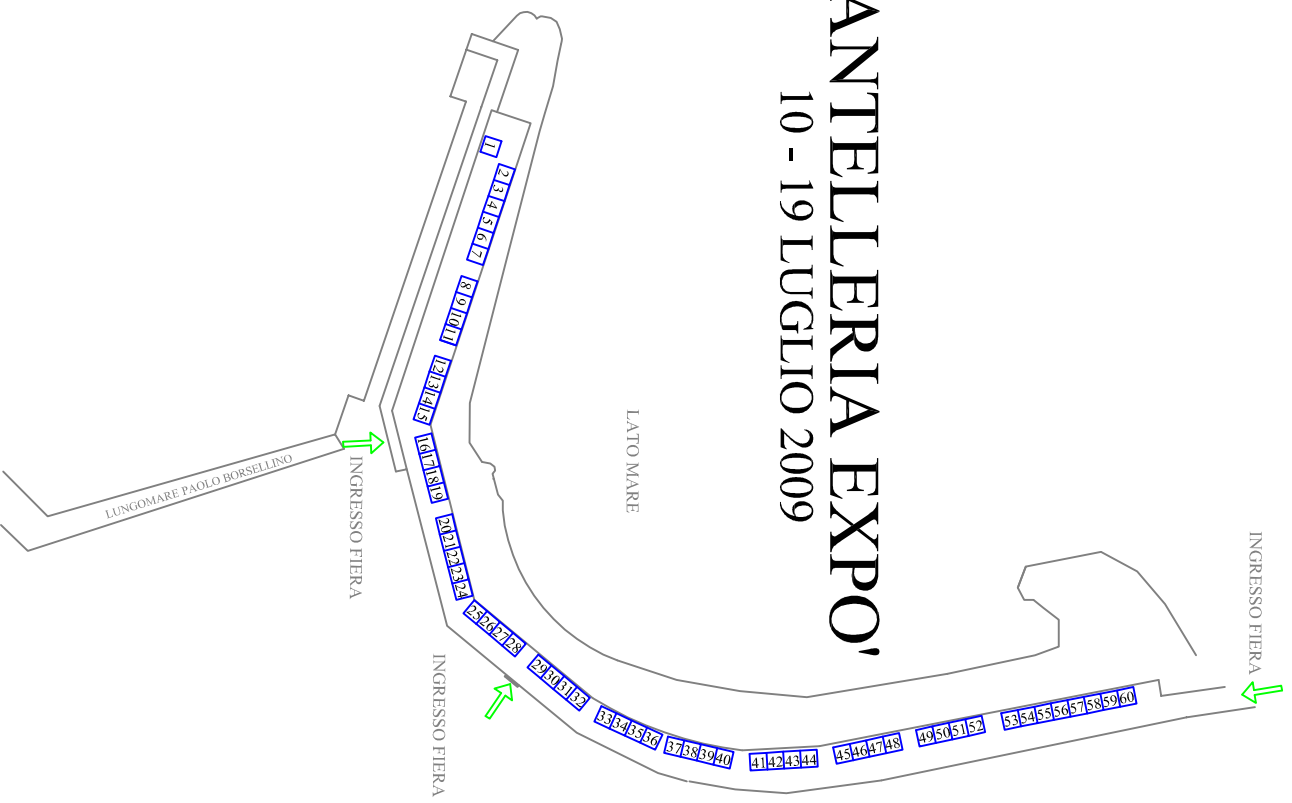 ANTELLERIA EXPO'
10 - 19 LUGLIO 2009
LATO MARE
INGRESSO FIERA
INGRESSO FIERA
INGRESSO FIERA
LUNGOMARE PAOLO BORSELLINO
1
2 3 4 5 6 7
8 9 10 11
12 13 14 15
16 17 18 19
20 21 22 23 24
25 26 27 28
29 30 31 32
33 34 35 36
37 38 39 40
41 42 43 44
45 46 47 48
49 50 51 52
53 54 55 56 57 58 59 60